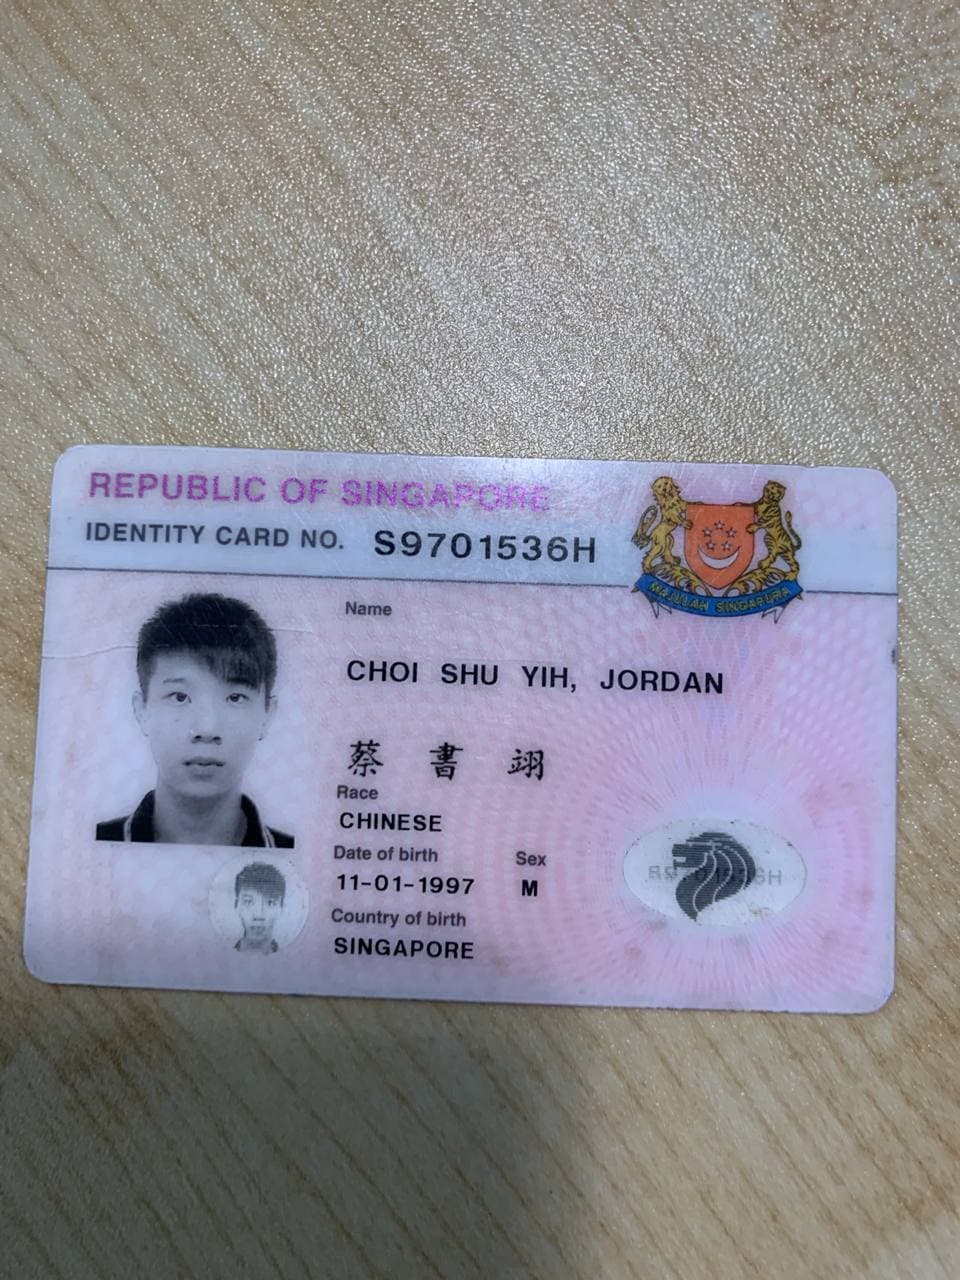 REPUBLIC OF SINGAPORE
IDENTITY CARD NO. S9701536H
MAJULAH SINGAPURA
Name
CHOI SHU YIH, JORDAN
蔡 書 翊
Race
CHINESE
Date of birth Sex
11-01-1997 M
Country of birth
SINGAPORE